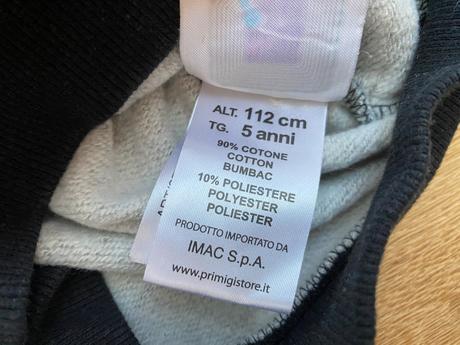 ALT. 112 cm
TG. 5 anni
90% COTONE
COTTON
BUMBAC
10% POLIESTERE
POLYESTER
POLIESTER
PRODOTTO IMPORTATO DA
IMAC S.p.A.
www.primigistore.it